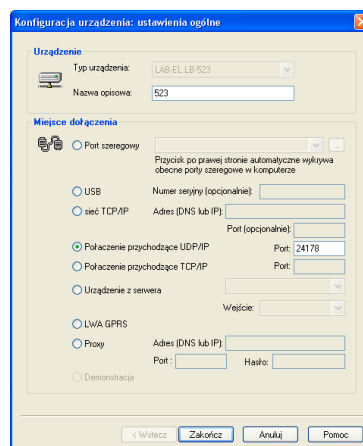 Konfiguracja urządzenia: ustawienia ogólne
Urządzenie
Typ urządzenia: LAB-EL LB-523
Nazwa opisowa: 523
Miejsce dołączenia
Port szeregowy ...
Przycisk po prawej stronie automatyczne wykrywa
obecne porty szeregowe w komputerze
USB Numer seryjny (opcjonalnie):
sieć TCP/IP Adres (DNS lub IP):
Port (opcjonalnie):
Połaczenie przychodzące UDP/IP Port: 24178
Połaczenie przychodzące TCP/IP Port:
Urządzenie z serwera
Wejście:
LWA GPRS
Proxy Adres (DNS lub IP):
Port : Hasło:
Demonstracja
< Wstecz Zakończ Anuluj Pomoc